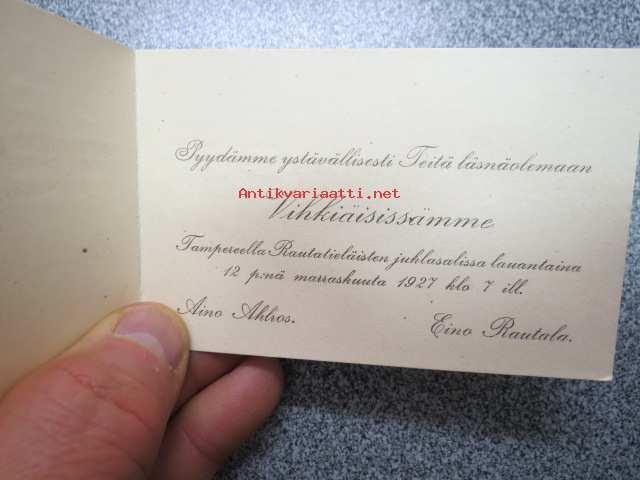 Pyydämme ystävällisesti Teitä läsnäolemaan
Antikvariaatti.net
Vihkiäisissämme
Tampereella Rautatieläisten juhlasalissa lauantaina
12 p:nä marraskuuta 1927 klo 7 ill.
Aino Ahlros.
Eino Rautala.